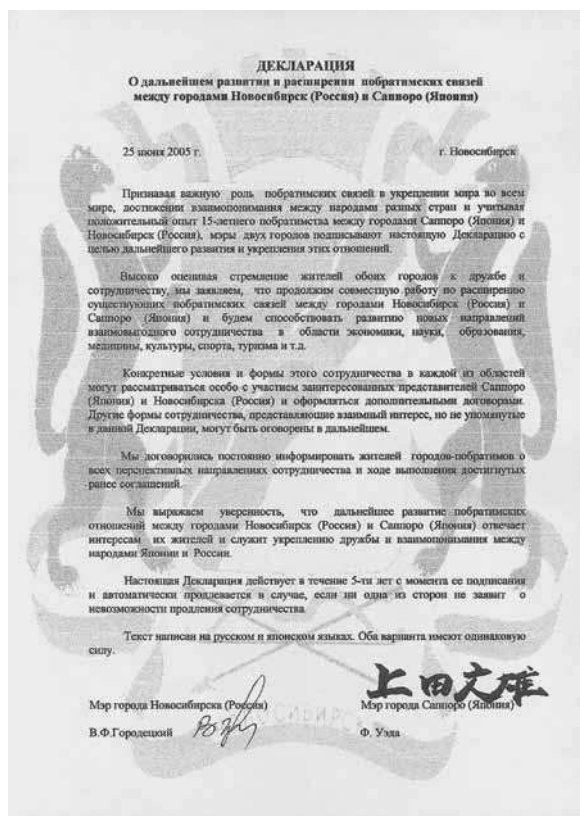 ДЕКЛАРАЦИЯ
О дальнейшем развитии и расширении побратимских связей
между городами Новосибирск (Россия) и Саппоро (Япония)
25 июня 2005 г. г. Новосибирск
Признавая важную роль побратимских связей в укреплении мира во всем
мире, достижении взаимопонимания между народами разных стран и учитывая
положительный опыт 15-летнего побратимства между городами Саппоро (Япония) и
Новосибирск (Россия), мэры двух городов подписывают настоящую Декларацию с
целью дальнейшего развития и укрепления этих отношений.
Высоко оценивая стремление жителей обоих городов к дружбе и
сотрудничеству, мы заявляем, что продолжим совместную работу по расширению
существующих побратимских связей между городами Новосибирск (Россия) и
Саппоро (Япония) и будем способствовать развитию новых направлений
взаимовыгодного сотрудничества в области экономики, науки, образования,
медицины, культуры, спорта, туризма и т.д.
Конкретные условия и формы этого сотрудничества в каждой из областей
могут рассматриваться особо с участием заинтересованных представителей Саппоро
(Япония) и Новосибирска (Россия) и оформляться дополнительными договорами.
Другие формы сотрудничества, представляющие взаимный интерес, но не упомянутые
в данной Декларации, могут быть оговорены в дальнейшем.
Мы договорились постоянно информировать жителей городов-побратимов о
всех перспективных направлениях сотрудничества и ходе выполнения достигнутых
ранее соглашений.
Мы выражаем уверенность, что дальнейшее развитие побратимских
отношений между городами Новосибирск (Россия) и Саппоро (Япония) отвечает
интересам их жителей и служит укреплению дружбы и взаимопонимания между
народами Японии и России.
Настоящая Декларация действует в течение 5-ти лет с момента ее подписания
и автоматически продлевается в случае, если ни одна из сторон не заявит о
невозможности продления сотрудничества.
Текст написан на русском и японском языках. Оба варианта имеют одинаковую
силу.
上田文雄
Мэр города Новосибирска (Россия) Мэр города Саппоро (Япония)
В.Ф.Городецкий Ф. Уэда